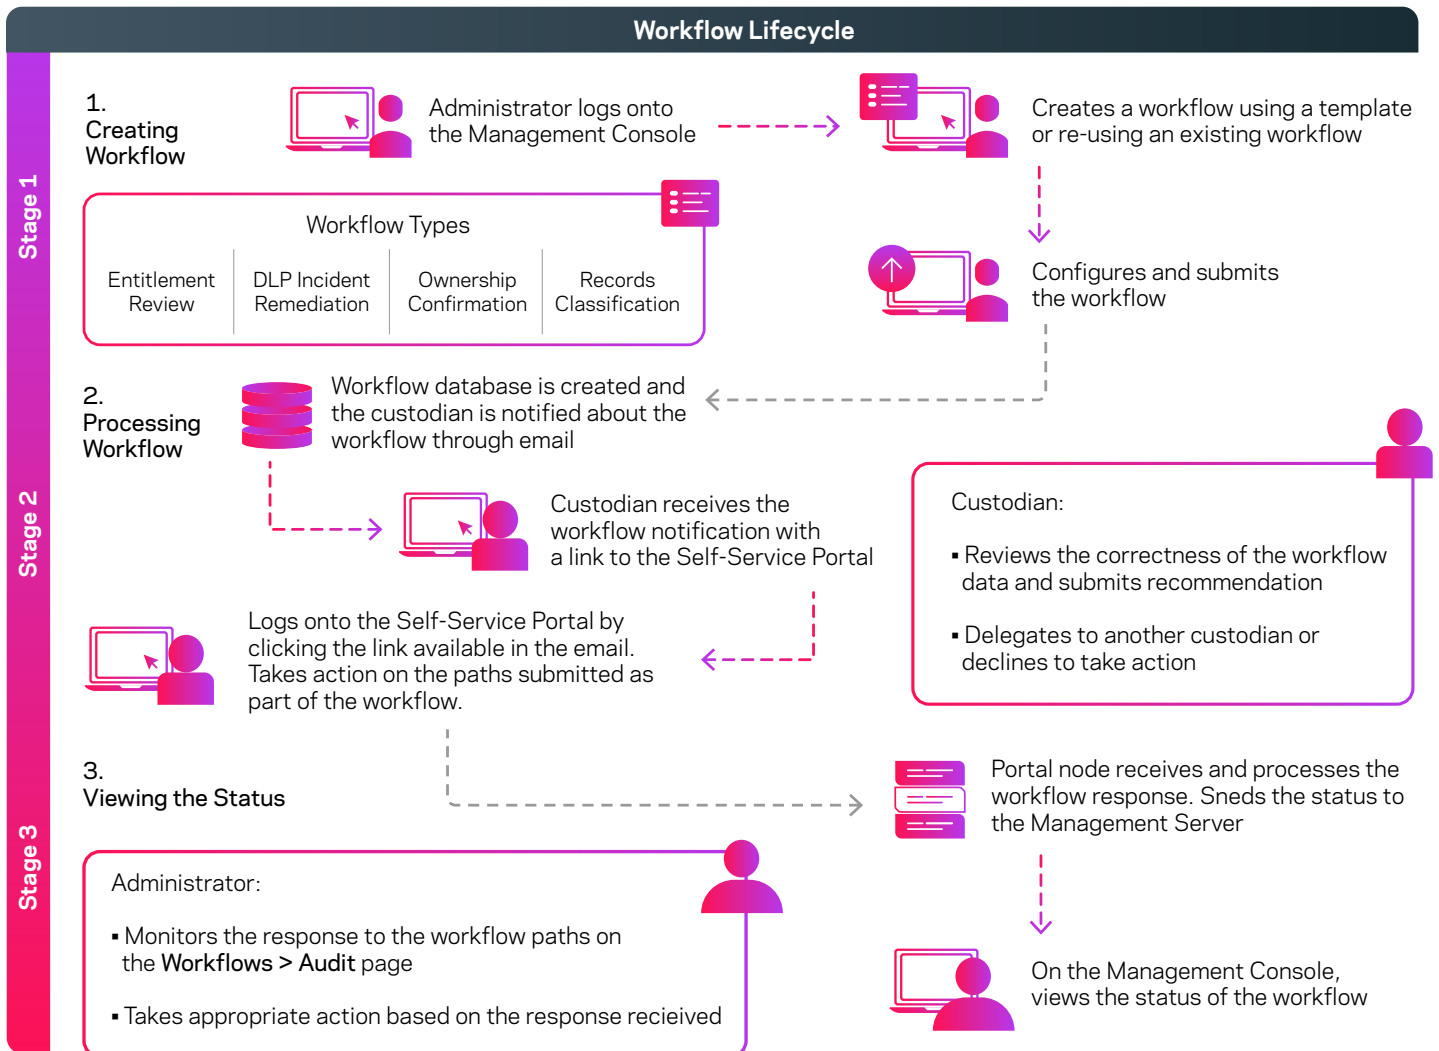 Workflow Lifecycle
Stage 1
1.
Creating
Workflow
Administrator logs onto
the Management Console
Creates a workflow using a template
or re-using an existing workflow
Workflow Types
Entitlement
Review
DLP Incident
Remediation
Ownership
Confirmation
Records
Classification
Configures and submits
the workflow
Stage 2
2.
Processing
Workflow
Workflow database is created and
the custodian is notified about the
workflow through email
Custodian receives the
workflow notification with
a link to the Self-Service Portal
Custodian:
▪ Reviews the correctness of the workflow
data and submits recommendation
▪ Delegates to another custodian or
declines to take action
Logs onto the Self-Service Portal by
clicking the link available in the email.
Takes action on the paths submitted as
part of the workflow.
Stage 3
3.
Viewing the Status
Portal node receives and processes the
workflow response. Sneds the status to
the Management Server
Administrator:
▪ Monitors the response to the workflow paths on
the Workflows > Audit page
▪ Takes appropriate action based on the response recieived
On the Management Console,
views the status of the workflow